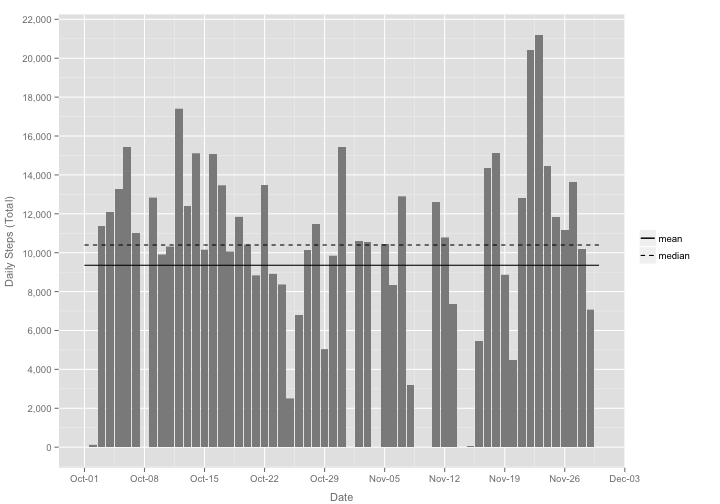 22,000
20,000
18,000
16,000
14,000
12,000
10,000
8,000
6,000
4,000
2,000
0
Daily Steps (Total)
Oct-01 Oct-08 Oct-15 Oct-22 Oct-29 Nov-05 Nov-12 Nov-19 Nov-26 Dec-03
Date
mean
median